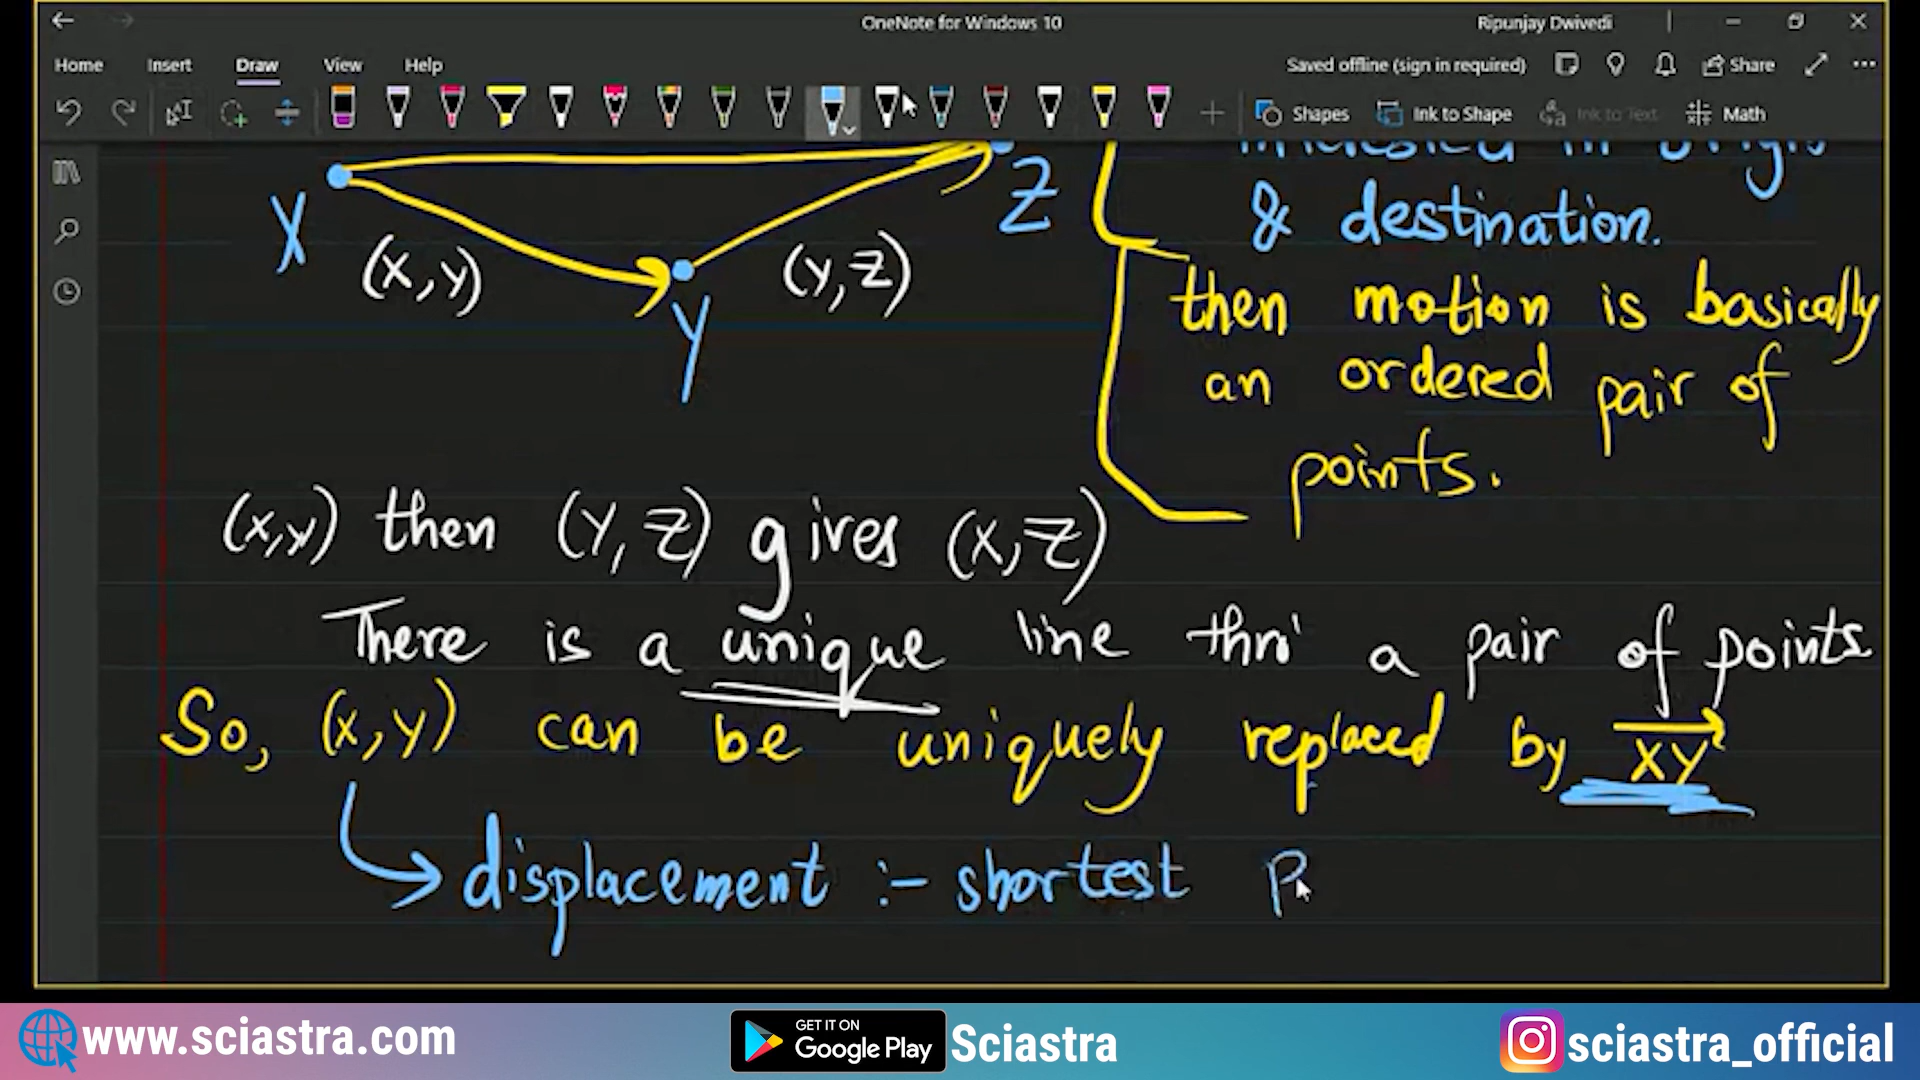 OneNote for Windows 10
Ripunjay Dwivedi
Home Insert Draw View Help
Saved offline (sign in required) Share
Shapes Ink to Shape Ink to Text Math
X
(X,Y)
Y
(Y,Z)
Z
in origin
& destination.
then motion is basically
an ordered pair of
points.
(X,Y) then (Y,Z) gives (X,Z)
There is a unique line thro' a pair of points
So, (X,Y) can be uniquely replaced by XY
displacement :- shortest P
www.sciastra.com
GET IT ON
Google Play
Sciastra
sciastra_official